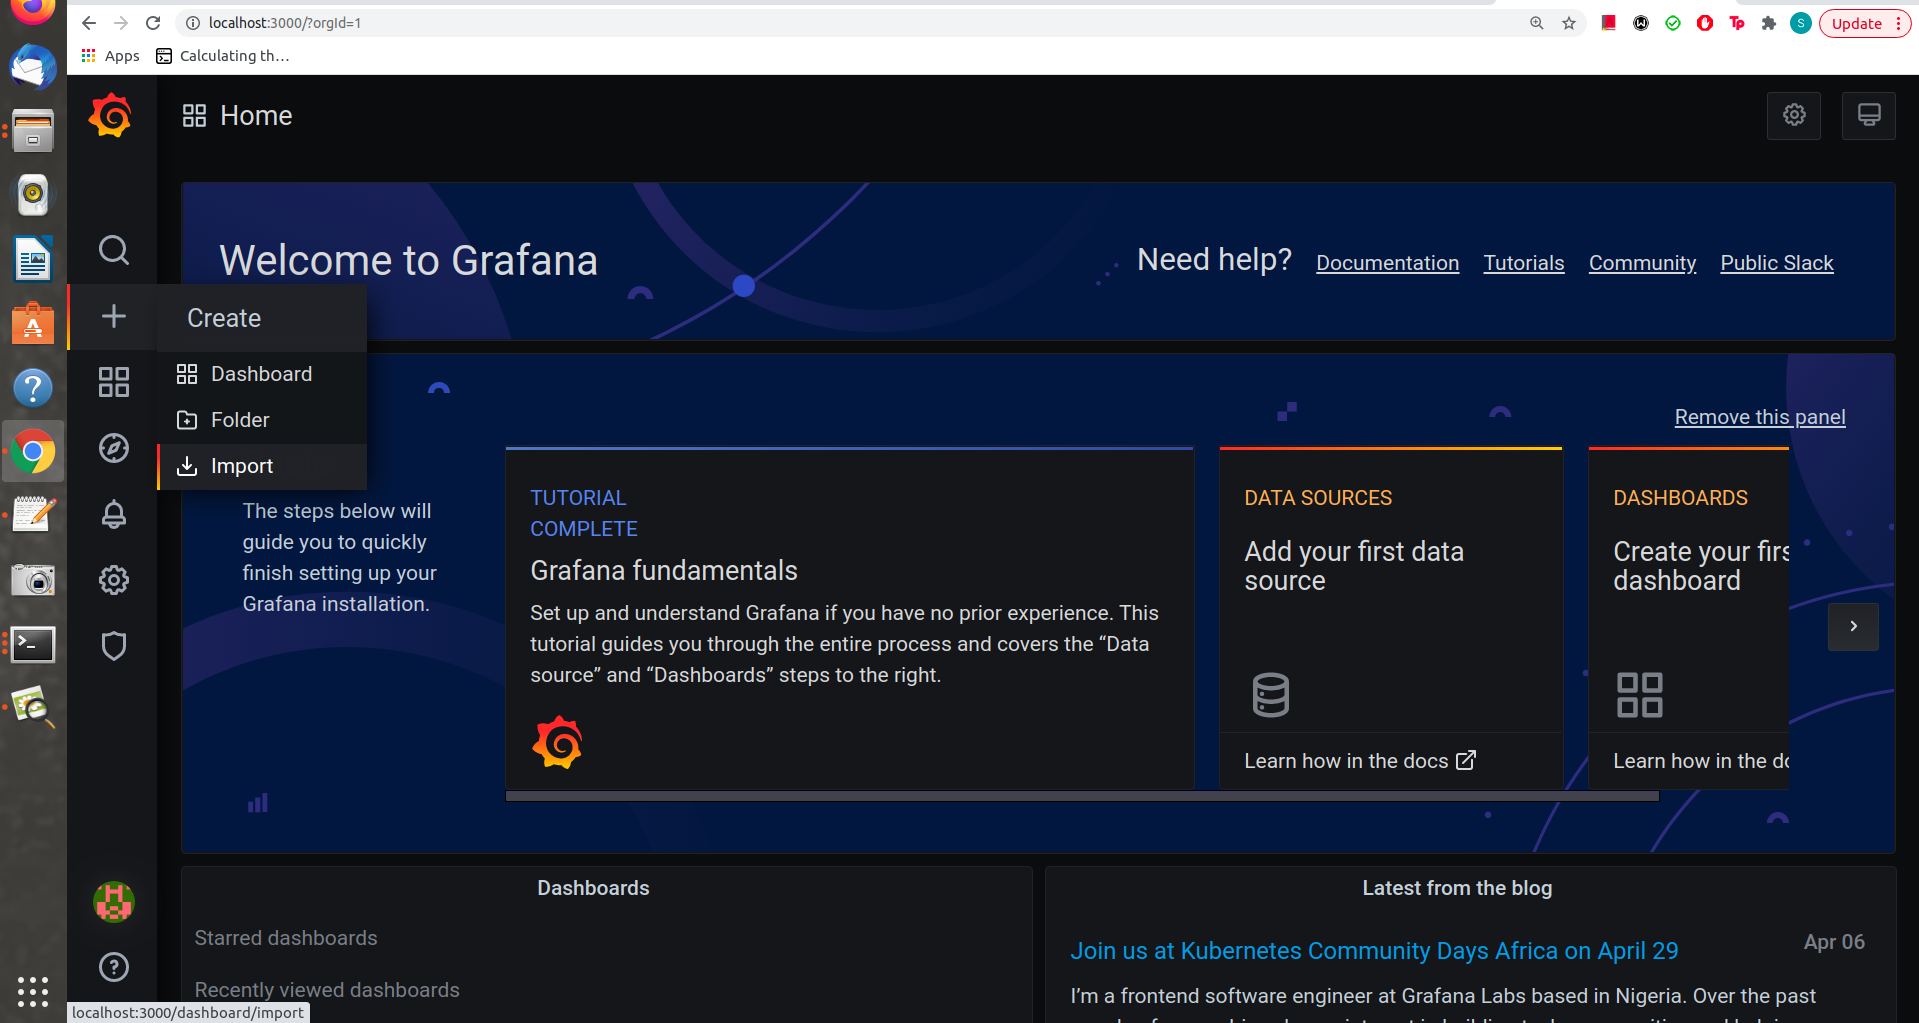 localhost:3000/?orgId=1
Tp
S
Update
Apps
Calculating th…
Home
Welcome to Grafana
Need help?
Documentation
Tutorials
Community
Public Slack
Create
Dashboard
Folder
Import
Remove this panel
The steps below will
guide you to quickly
finish setting up your
Grafana installation.
TUTORIAL
COMPLETE
Grafana fundamentals
Set up and understand Grafana if you have no prior experience. This
tutorial guides you through the entire process and covers the “Data
source” and “Dashboards” steps to the right.
DATA SOURCES
Add your first data
source
Learn how in the docs
DASHBOARDS
Create your firs
dashboard
Learn how in the do
Dashboards
Starred dashboards
Recently viewed dashboards
Latest from the blog
Join us at Kubernetes Community Days Africa on April 29
Apr 06
I’m a frontend software engineer at Grafana Labs based in Nigeria. Over the past
localhost:3000/dashboard/import